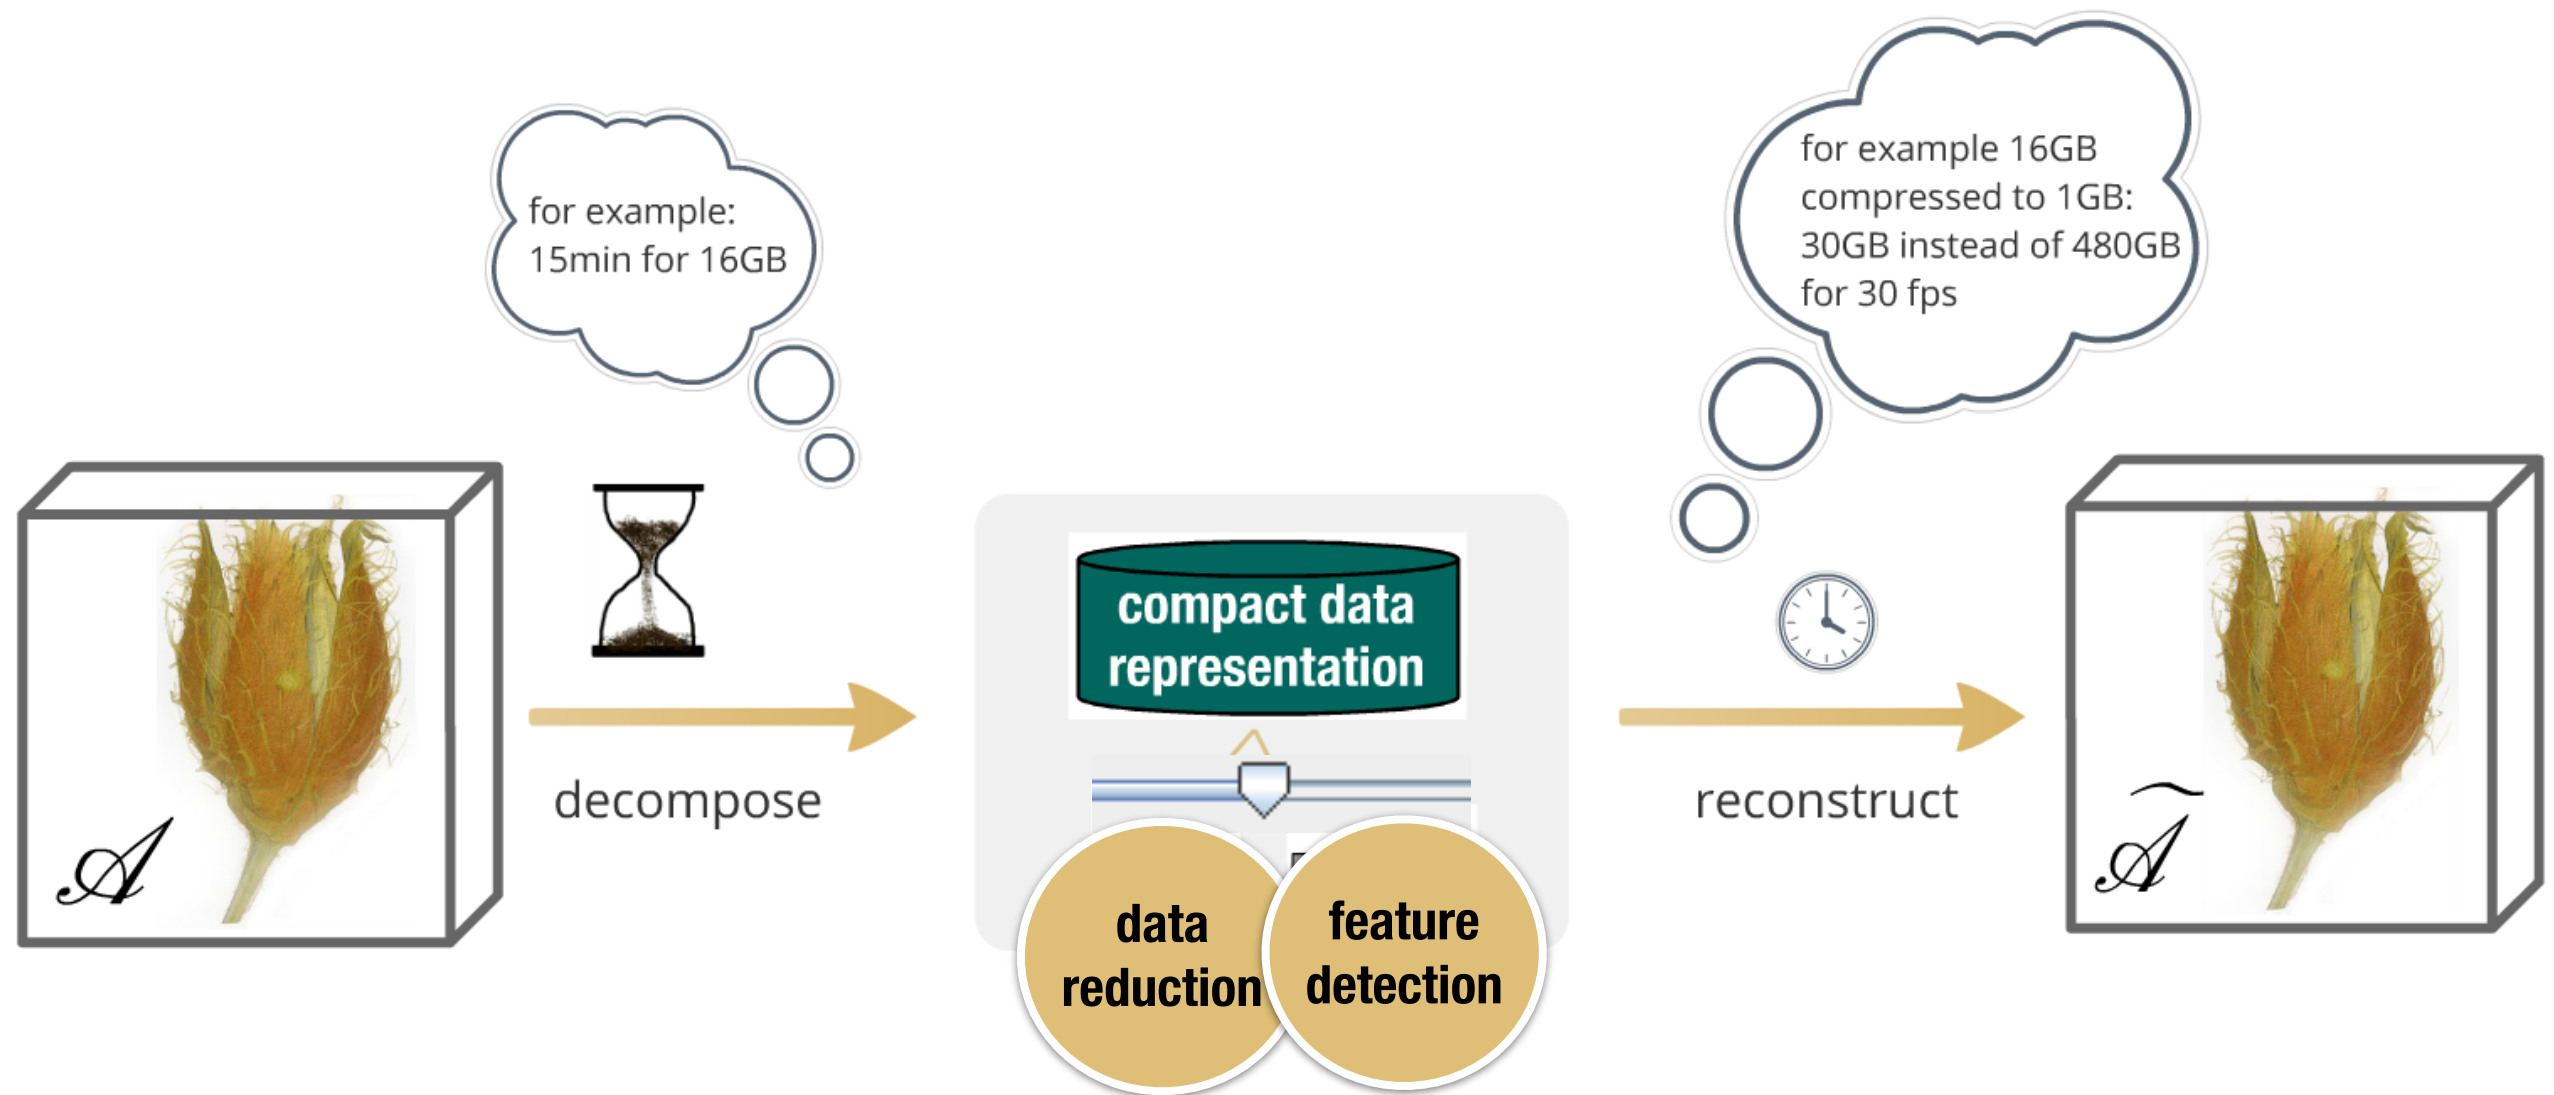 for example:
15min for 16GB
for example 16GB
compressed to 1GB:
30GB instead of 480GB
for 30 fps
compact data
representation
decompose
reconstruct
𝒜
𝒜̃
data
reduction
feature
detection